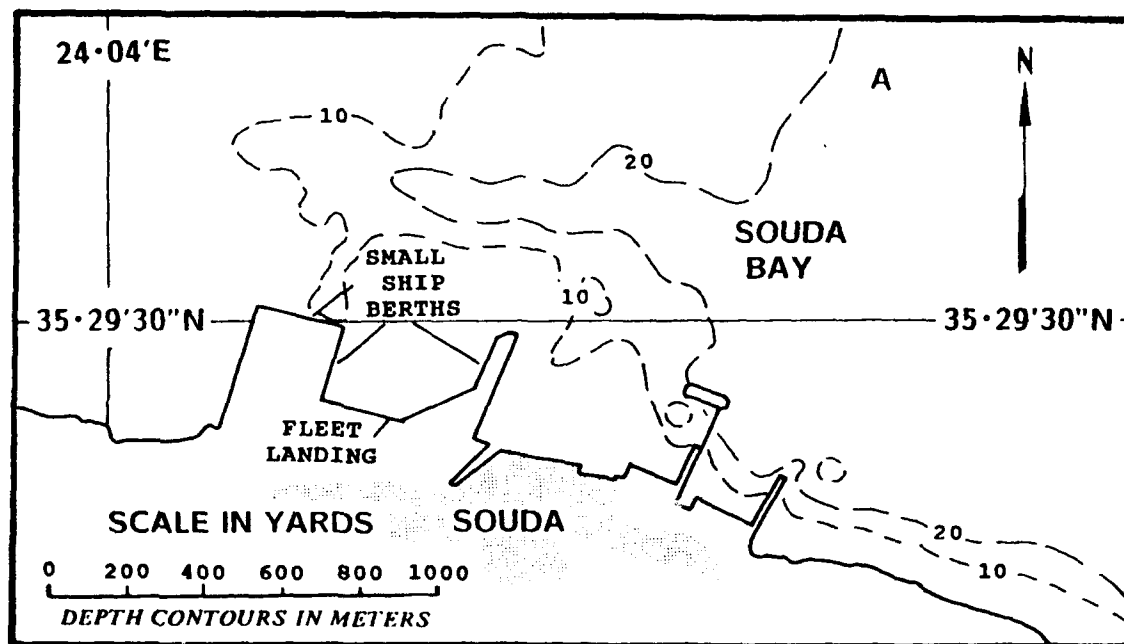 24·04'E
A
N
10
20
SOUDA
BAY
SMALL
SHIP
BERTHS
10
35·29'30"N
35·29'30"N
FLEET
LANDING
SCALE IN YARDS
SOUDA
20
10
0 200 400 600 800 1000
DEPTH CONTOURS IN METERS